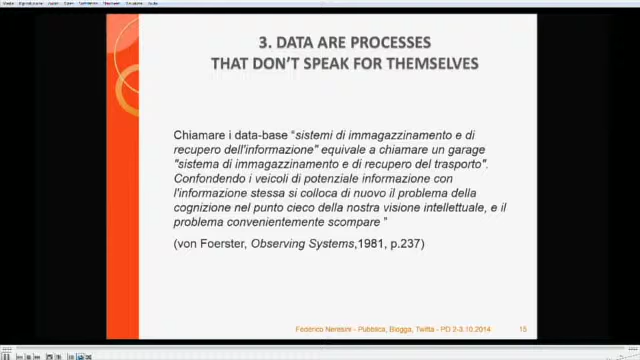 3. DATA ARE PROCESSES
THAT DON'T SPEAK FOR THEMSELVES
Chiamare i data-base "sistemi di immagazzinamento e di
recupero dell'informazione" equivale a chiamare un garage
"sistema di immagazzinamento e di recupero del trasporto".
Confondendo i veicoli di potenziale informazione con
l'informazione stessa si colloca di nuovo il problema della
cognizione nel punto cieco della nostra visione intellettuale, e il
problema convenientemente scompare "
(von Foerster, Observing Systems,1981, p.237)
Federico Neresini - Pubblica, Blogga, Twitta - PD 2-3.10.2014 15